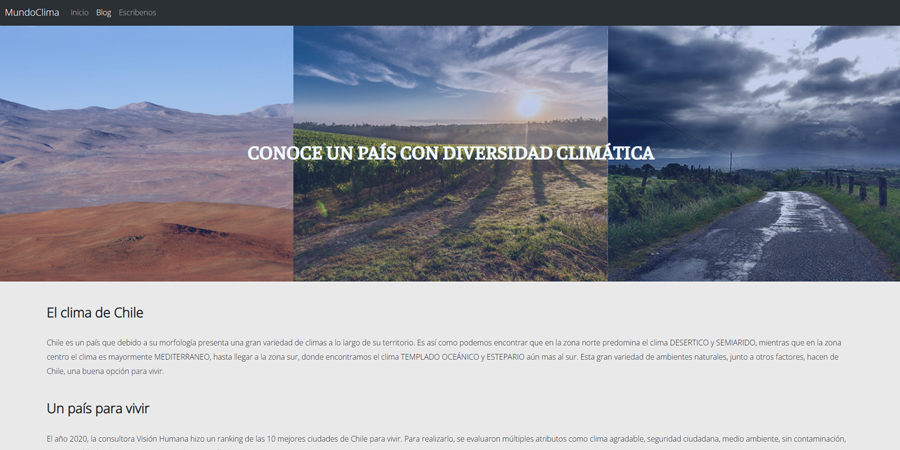 MundoClima Inicio Blog Escríbenos
CONOCE UN PAÍS CON DIVERSIDAD CLIMÁTICA
El clima de Chile
Chile es un país que debido a su morfología presenta una gran variedad de climas a lo largo de su territorio. Es así como podemos encontrar que en la zona norte predomina el clima DESERTICO y SEMIARIDO, mientras que en la zona
centro el clima es mayormente MEDITERRANEO, hasta llegar a la zona sur, donde encontramos el clima TEMPLADO OCEÁNICO y ESTEPARIO aún mas al sur. Esta gran variedad de ambientes naturales, junto a otros factores, hacen de
Chile, una buena opción para vivir.
Un país para vivir
El año 2020, la consultora Visión Humana hizo un ranking de las 10 mejores ciudades de Chile para vivir. Para realizarlo, se evaluaron múltiples atributos como clima agradable, seguridad ciudadana, medio ambiente, sin contaminación,